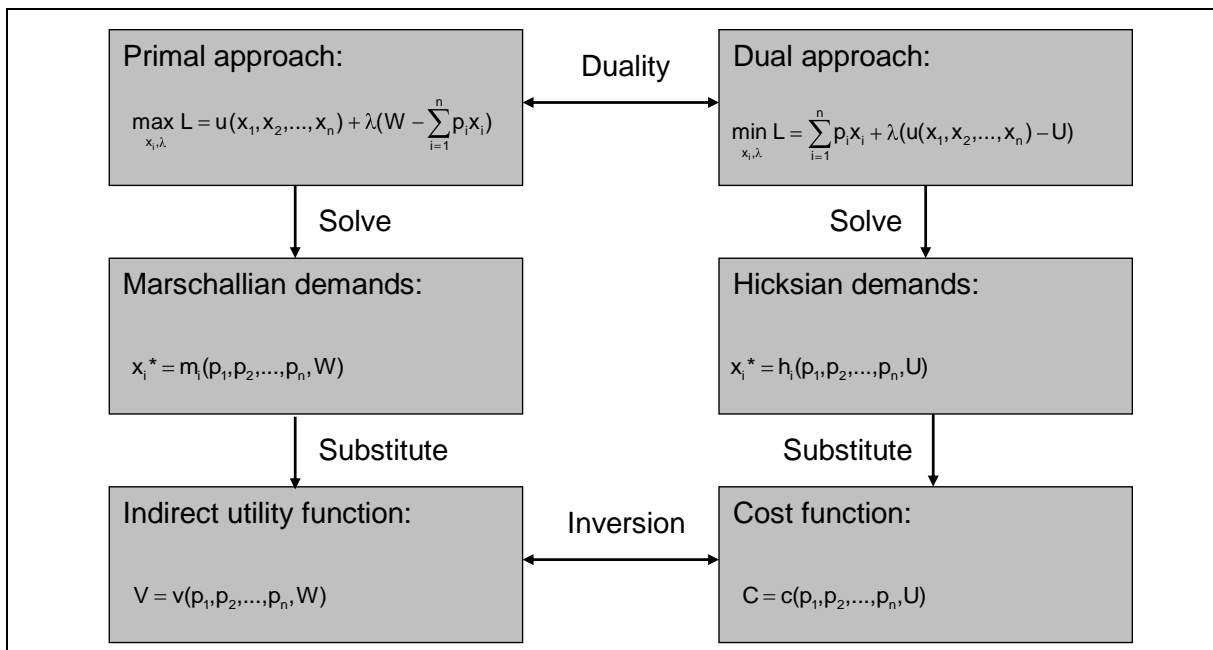 Primal approach:
max L = u(x₁,x₂,...,xₙ) + λ(W − ∑pᵢxᵢ)
xᵢ,λ
n
i=1
Duality
Dual approach:
min L = ∑pᵢxᵢ + λ(u(x₁,x₂,...,xₙ) − U)
xᵢ,λ
n
i=1
Solve
Solve
Marschallian demands:
xᵢ* = mᵢ(p₁,p₂,...,pₙ,W)
Hicksian demands:
xᵢ* = hᵢ(p₁,p₂,...,pₙ,U)
Substitute
Substitute
Indirect utility function:
V = v(p₁,p₂,...,pₙ,W)
Inversion
Cost function:
C = c(p₁,p₂,...,pₙ,U)